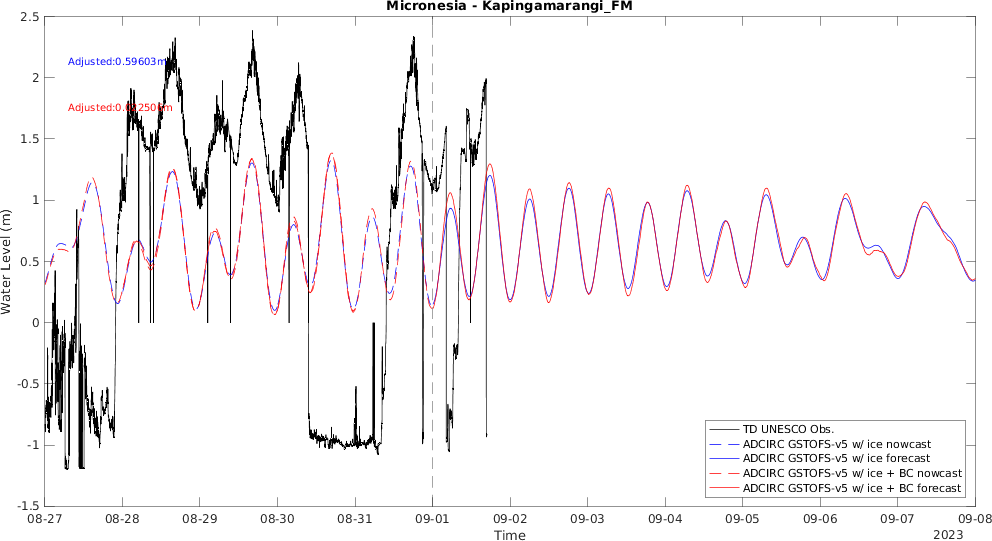 Micronesia - Kapingamarangi_FM
2.5
2
1.5
1
0.5
0
-0.5
-1
-1.5
Water Level (m)
Adjusted:0.59603m
TD UNESCO Obs.
ADCIRC GSTOFS-v5 w/ ice nowcast
ADCIRC GSTOFS-v5 w/ ice forecast
ADCIRC GSTOFS-v5 w/ ice + BC nowcast
ADCIRC GSTOFS-v5 w/ ice + BC forecast
08-27 08-28 08-29 08-30 08-31 09-01 09-02 09-03 09-04 09-05 09-06 09-07 09-08
Time
2023